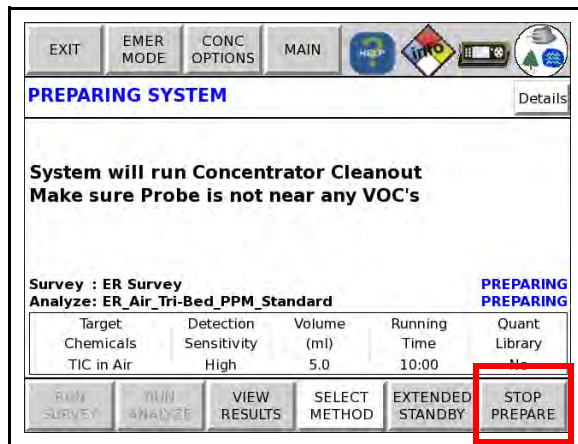 EXIT
EMER MODE
CONC OPTIONS
MAIN
HELP
info
PREPARING SYSTEM
Details
System will run Concentrator Cleanout
Make sure Probe is not near any VOC's
Survey : ER Survey PREPARING
Analyze: ER_Air_Tri-Bed_PPM_Standard PREPARING
Target Detection Volume Running Quant
Chemicals Sensitivity (ml) Time Library
TIC in Air High 5.0 10:00 No
RUN SURVEY
RUN ANALYZE
VIEW RESULTS
SELECT METHOD
EXTENDED STANDBY
STOP PREPARE